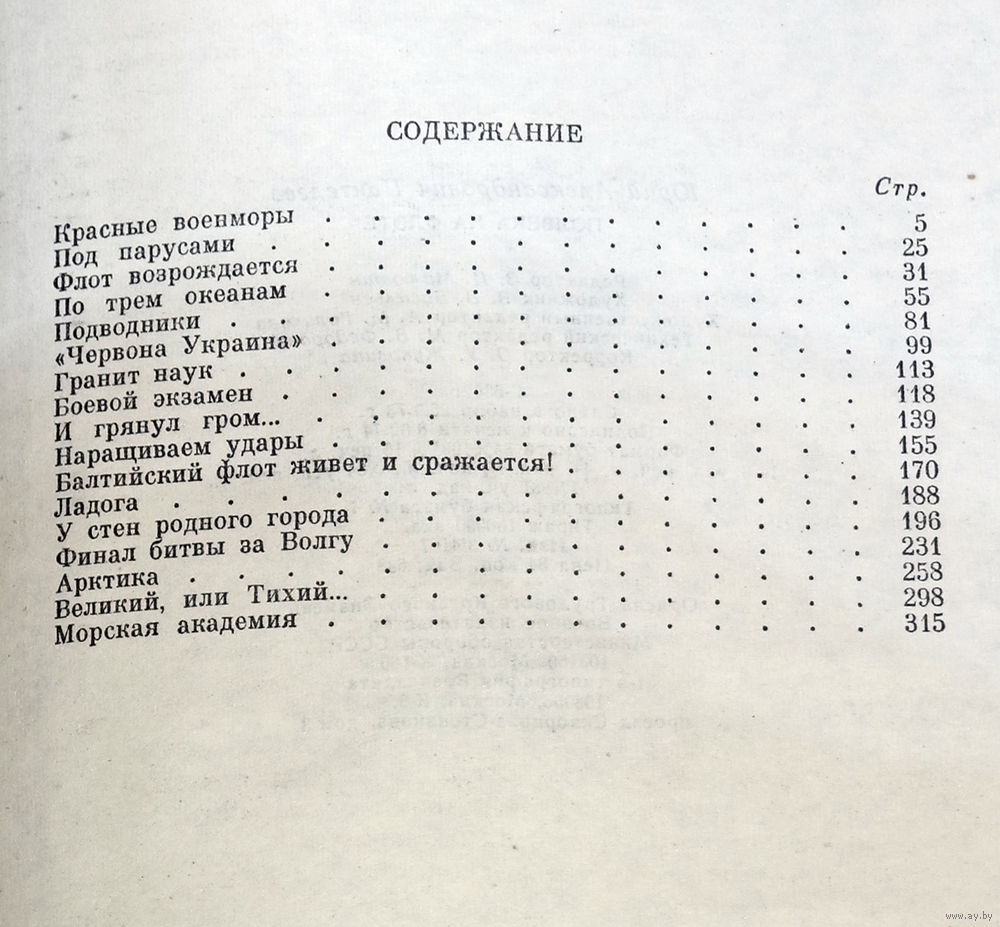 СОДЕРЖАНИЕ
Стр.
Красные военморы . . . . . . . . . . . . . 5
Под парусами . . . . . . . . . . . . . . 25
Флот возрождается . . . . . . . . . . . . . 31
По трем океанам . . . . . . . . . . . . . 55
Подводники . . . . . . . . . . . . . . . 81
«Червона Украина» . . . . . . . . . . . . . 99
Гранит наук . . . . . . . . . . . . . . . 113
Боевой экзамен . . . . . . . . . . . . . . 118
И грянул гром... . . . . . . . . . . . . . 139
Наращиваем удары . . . . . . . . . . . . . 155
Балтийский флот живет и сражается! . . . . . . . 170
Ладога . . . . . . . . . . . . . . . . . 188
У стен родного города . . . . . . . . . . . 196
Финал битвы за Волгу . . . . . . . . . . . 231
Арктика . . . . . . . . . . . . . . . . 258
Великий, или Тихий... . . . . . . . . . . . 298
Морская академия . . . . . . . . . . . . . 315
www.ay.by